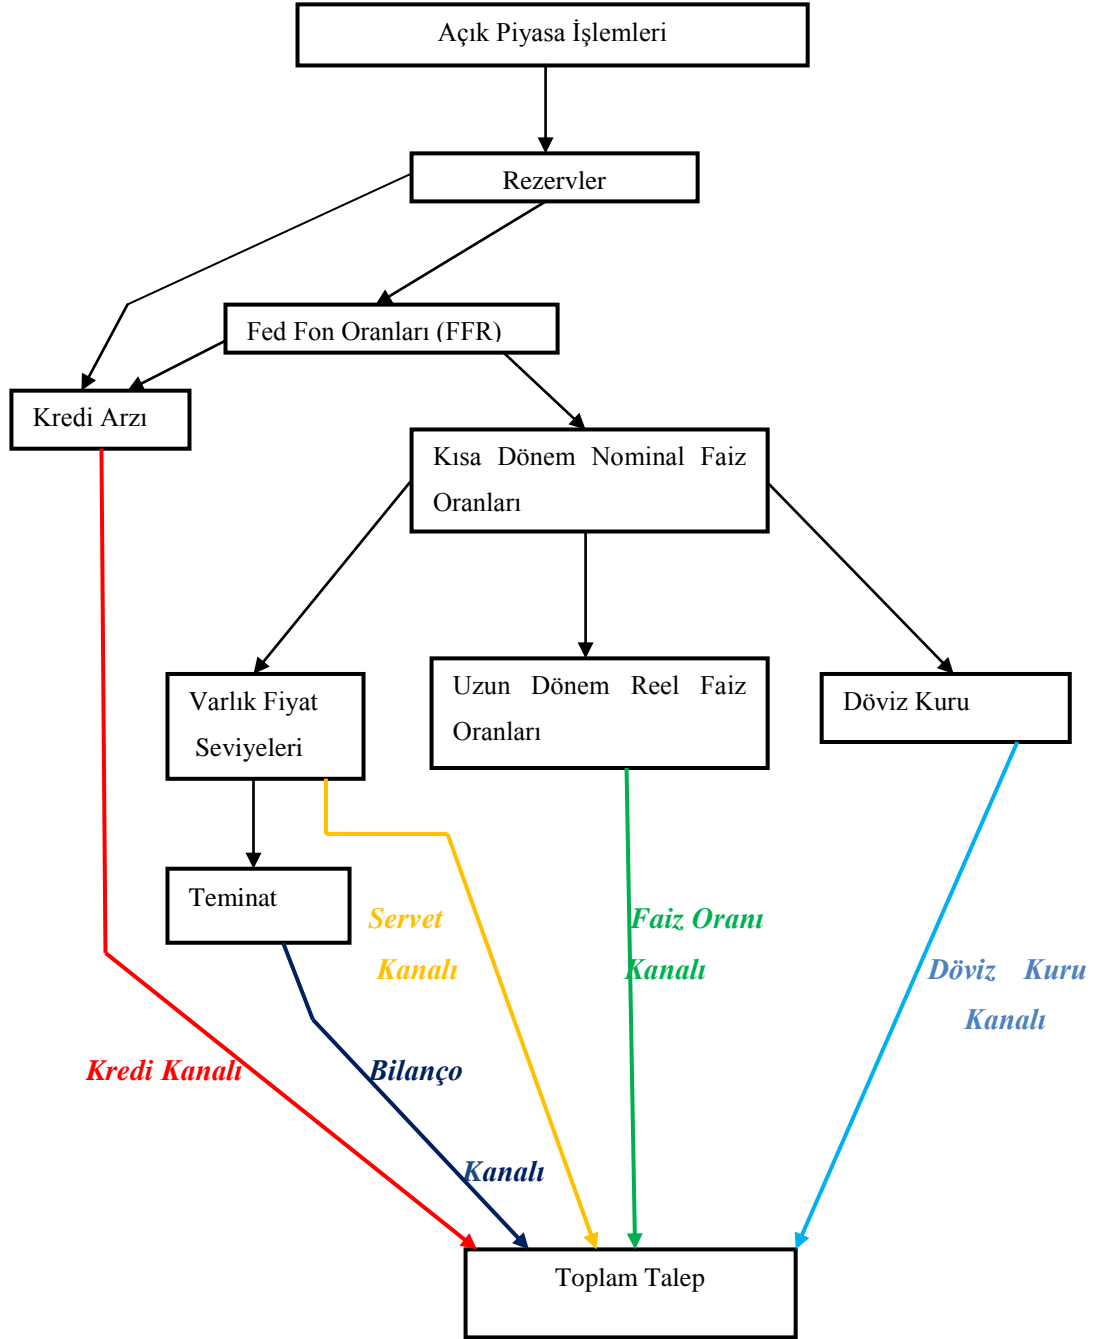 Açık Piyasa İşlemleri
Rezervler
Fed Fon Oranları (FFR)
Kredi Arzı
Kısa Dönem Nominal Faiz
Oranları
Varlık Fiyat
Seviyeleri
Uzun Dönem Reel Faiz
Oranları
Döviz Kuru
Teminat
Servet
Kanalı
Faiz Oranı
Kanalı
Döviz Kuru
Kanalı
Kredi Kanalı
Bilanço
Kanalı
Toplam Talep